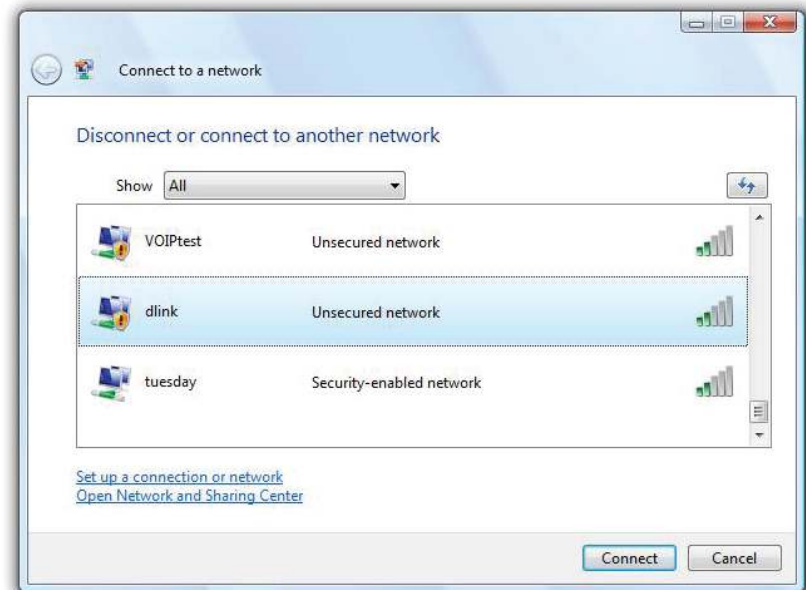 Connect to a network
Disconnect or connect to another network
Show All
VOIPtest Unsecured network
dlink Unsecured network
tuesday Security-enabled network
Set up a connection or network
Open Network and Sharing Center
Connect Cancel